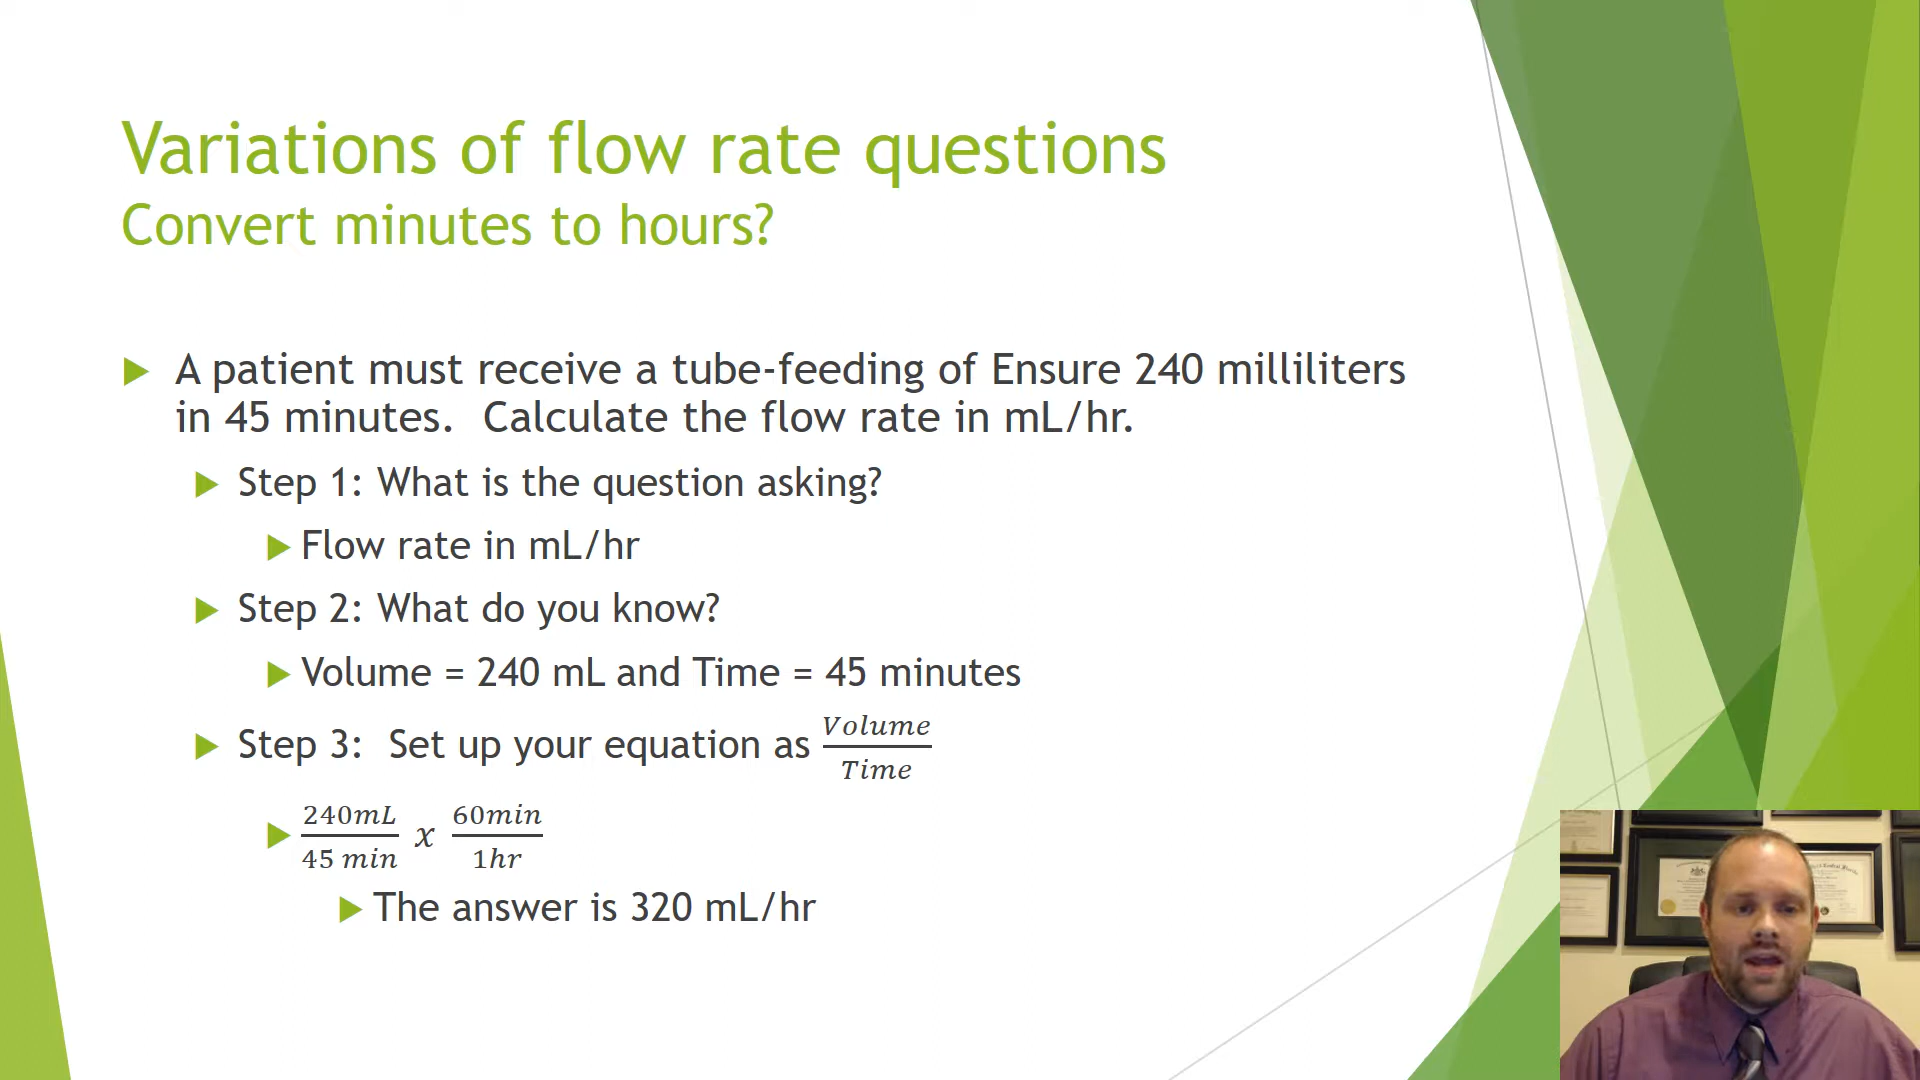 Variations of flow rate questions
Convert minutes to hours?
A patient must receive a tube-feeding of Ensure 240 milliliters
in 45 minutes. Calculate the flow rate in mL/hr.
Step 1: What is the question asking?
Flow rate in mL/hr
Step 2: What do you know?
Volume = 240 mL and Time = 45 minutes
Step 3: Set up your equation as Volume/Time
240mL/45 min x 60min/1hr
The answer is 320 mL/hr